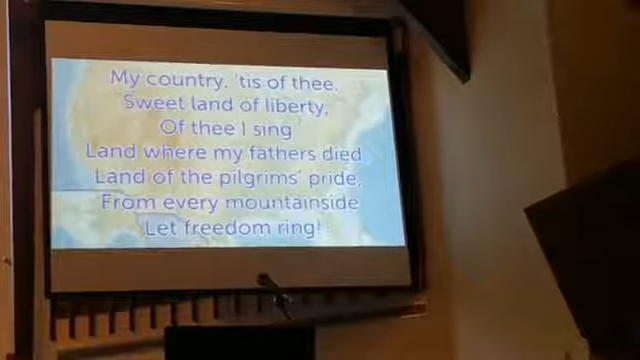 My country, 'tis of thee,
Sweet land of liberty,
Of thee I sing
Land where my fathers died,
Land of the pilgrims' pride,
From every mountainside
Let freedom ring!